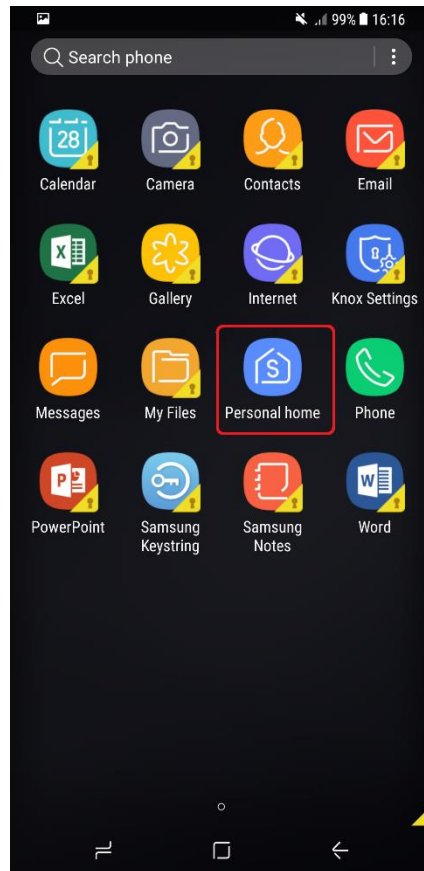 99% 16:16
Search phone
28
Calendar Camera Contacts Email
X
Excel Gallery Internet Knox Settings
S
Messages My Files Personal home Phone
P W
PowerPoint Samsung Keystring Samsung Notes Word